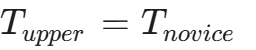 T_{upper} = T_{novice}